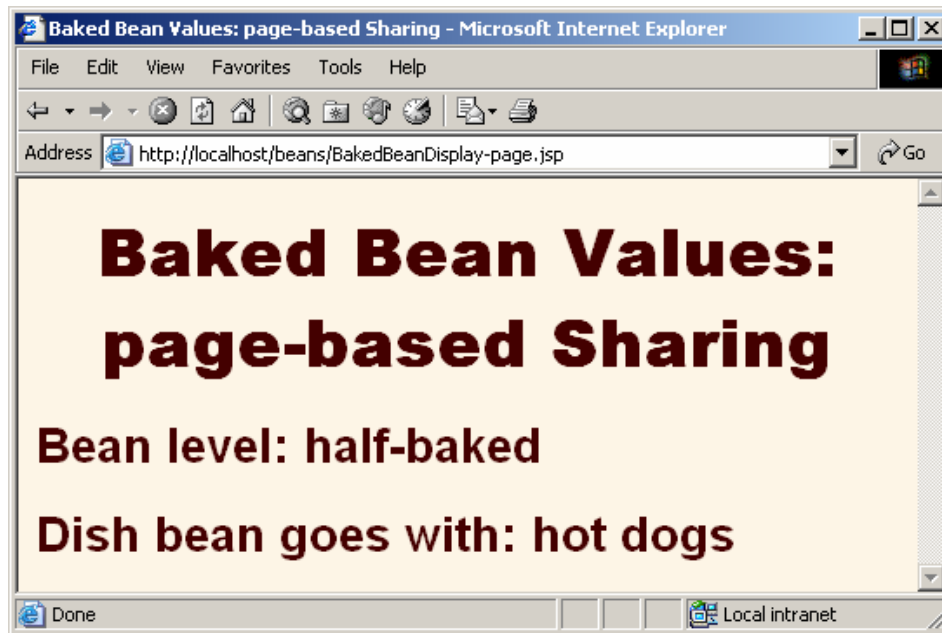 Baked Bean Values: page-based Sharing - Microsoft Internet Explorer
File Edit View Favorites Tools Help
Address http://localhost/beans/BakedBeanDisplay-page.jsp Go
Baked Bean Values:
page-based Sharing
Bean level: half-baked
Dish bean goes with: hot dogs
Done Local intranet